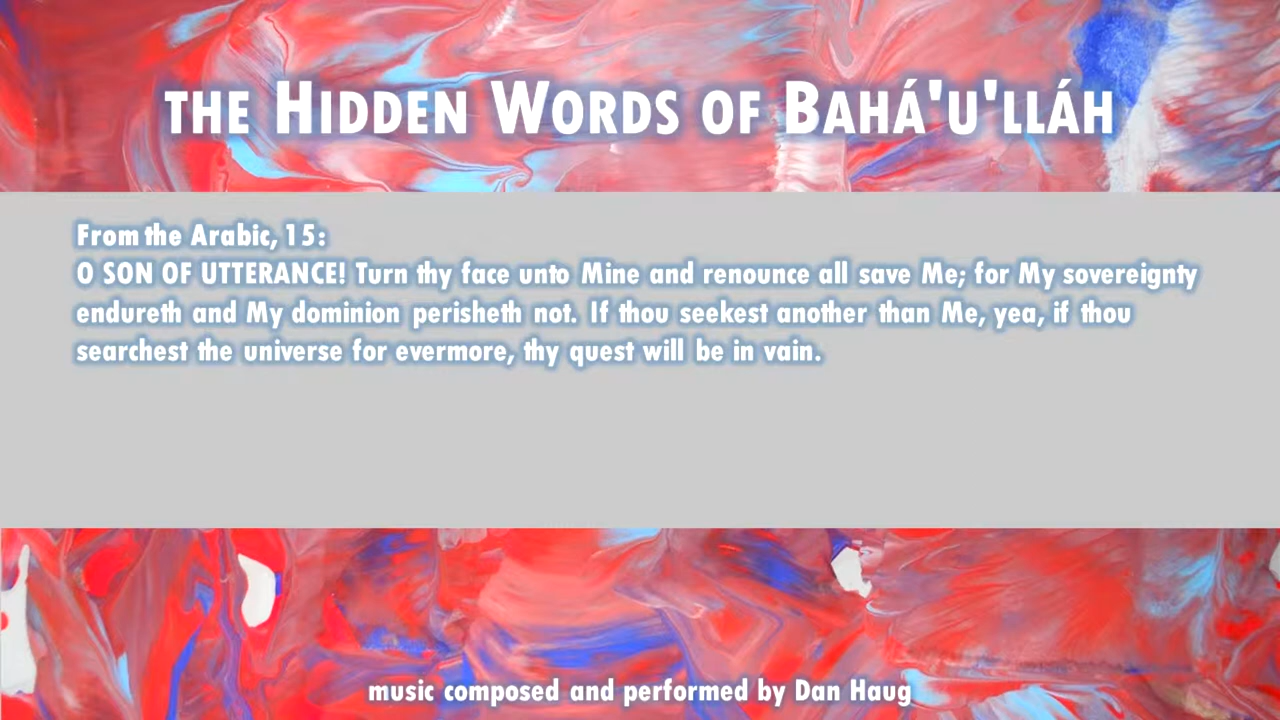 THE HIDDEN WORDS OF BAHÁ'U'LLÁH
From the Arabic, 15:
O SON OF UTTERANCE! Turn thy face unto Mine and renounce all save Me; for My sovereignty
endureth and My dominion perisheth not. If thou seekest another than Me, yea, if thou
searchest the universe for evermore, thy quest will be in vain.
music composed and performed by Dan Haug